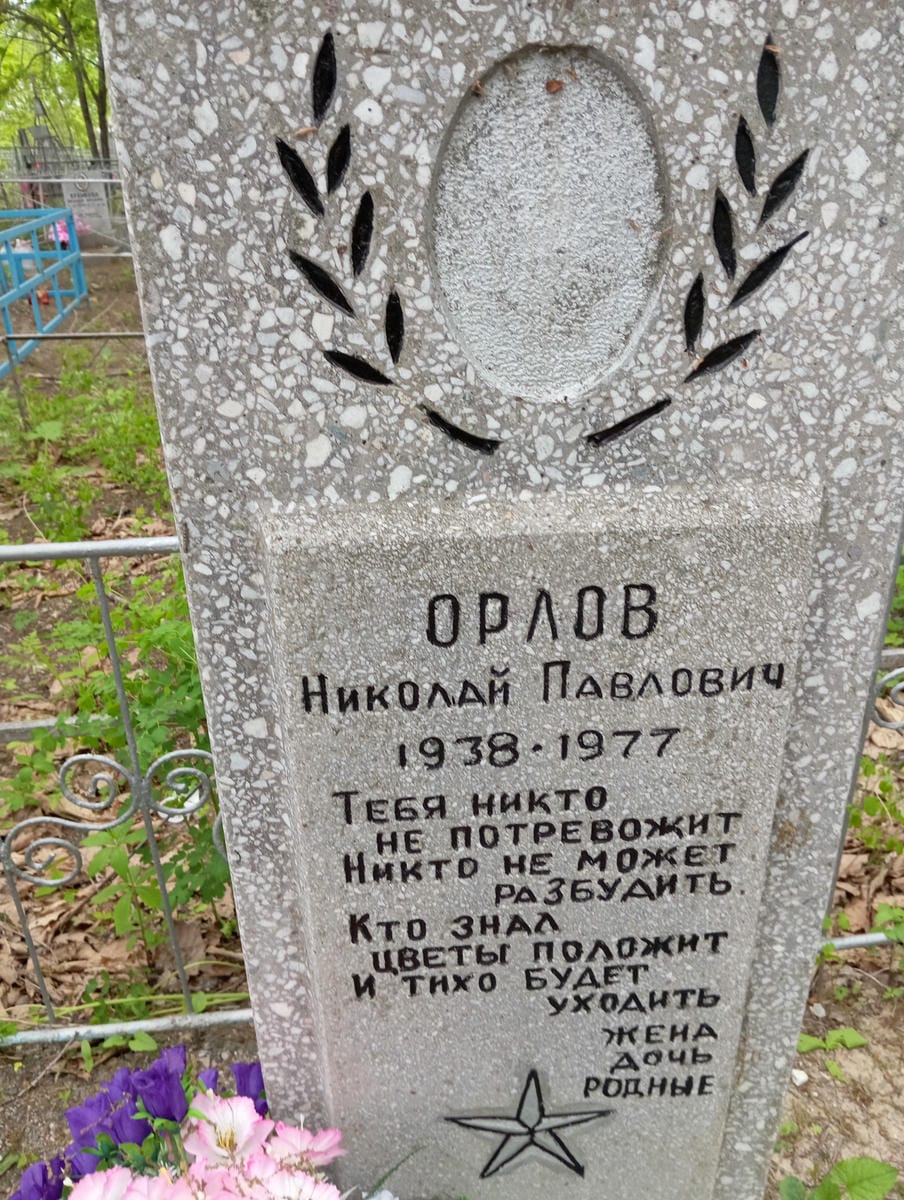 ОРЛОВ
Николай Павлович
1938·1977
Тебя никто
не потревожит
Никто не может
разбудить.
Кто знал
цветы положит
и тихо будет
уходить
жена
дочь
родные